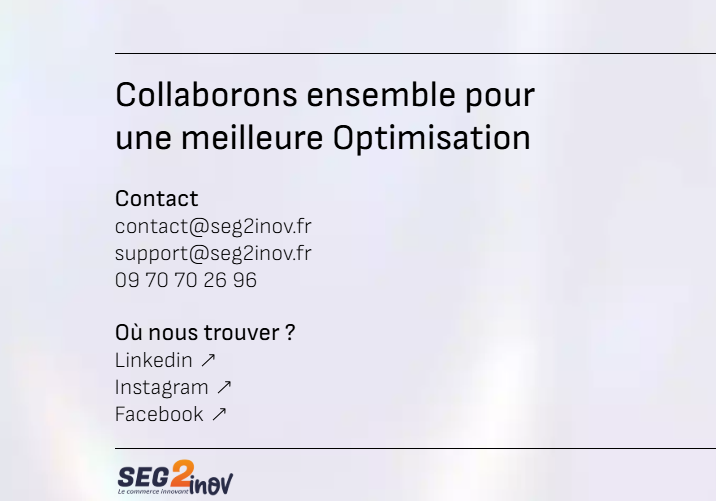 Collaborons ensemble pour
une meilleure Optimisation
Contact
contact@seg2inov.fr
support@seg2inov.fr
09 70 70 26 96
Où nous trouver ?
Linkedin ↗
Instagram ↗
Facebook ↗
SEG2inov
Le commerce Innovant